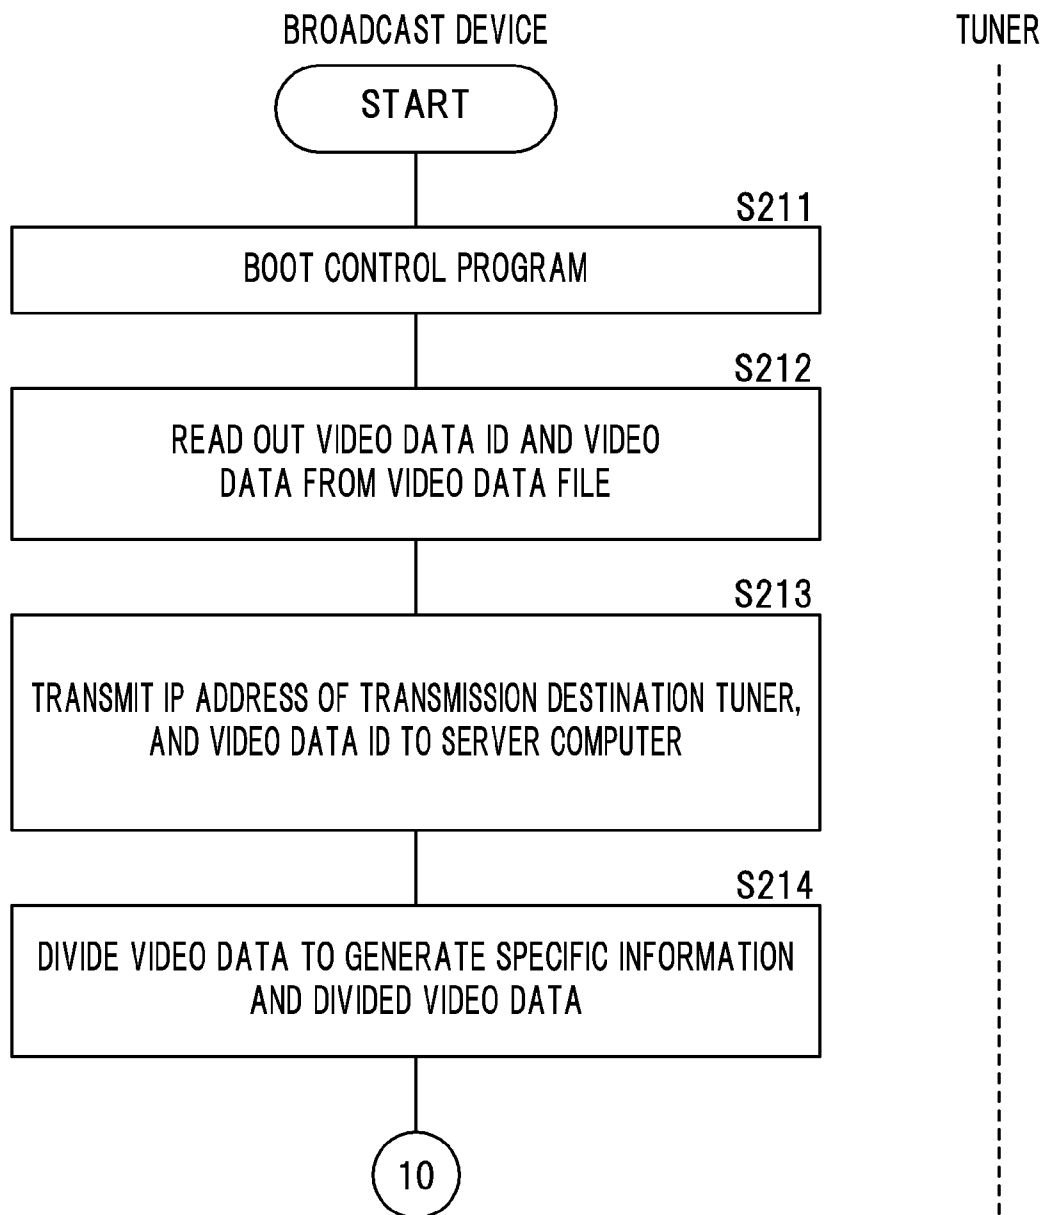 BROADCAST DEVICE
TUNER
START
S211
BOOT CONTROL PROGRAM
S212
READ OUT VIDEO DATA ID AND VIDEO
DATA FROM VIDEO DATA FILE
S213
TRANSMIT IP ADDRESS OF TRANSMISSION DESTINATION TUNER,
AND VIDEO DATA ID TO SERVER COMPUTER
S214
DIVIDE VIDEO DATA TO GENERATE SPECIFIC INFORMATION
AND DIVIDED VIDEO DATA
10